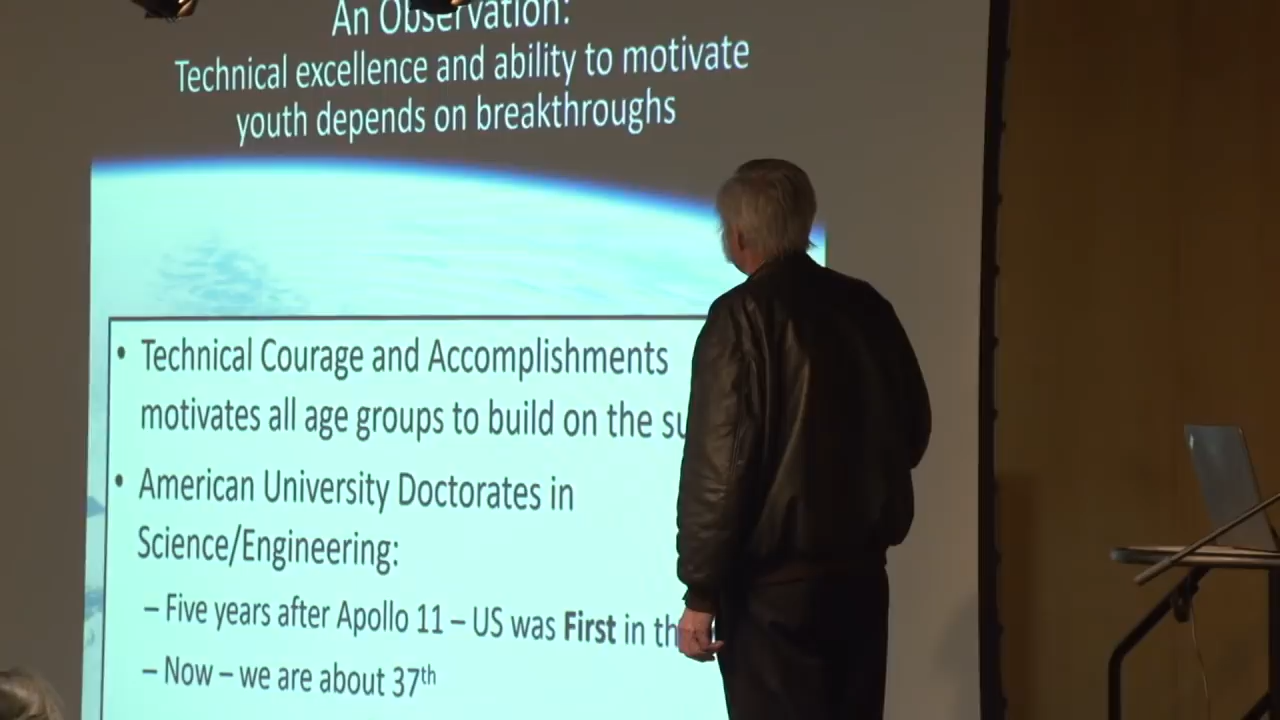 An Observation:
Technical excellence and ability to motivate
youth depends on breakthroughs
• Technical Courage and Accomplishments
motivates all age groups to build on the
• American University Doctorates in
Science/Engineering:
– Five years after Apollo 11 – US was First in
– Now – we are about 37th